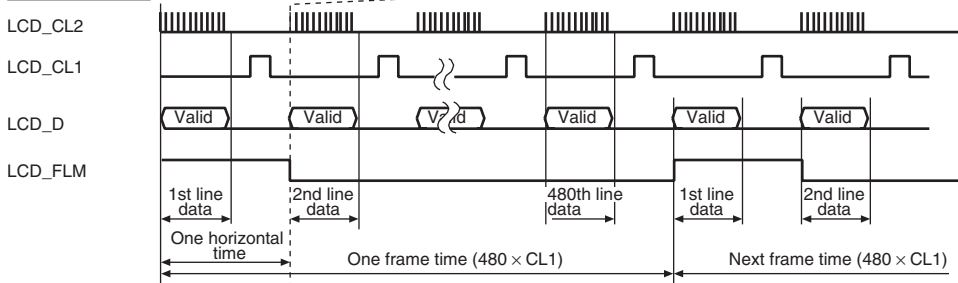 LCD_CL2
LCD_CL1
LCD_D
Valid
Valid
Valid
Valid
Valid
Valid
LCD_FLM
1st line
data
2nd line
data
480th line
data
1st line
data
2nd line
data
One horizontal
time
One frame time (480 × CL1)
Next frame time (480 × CL1)